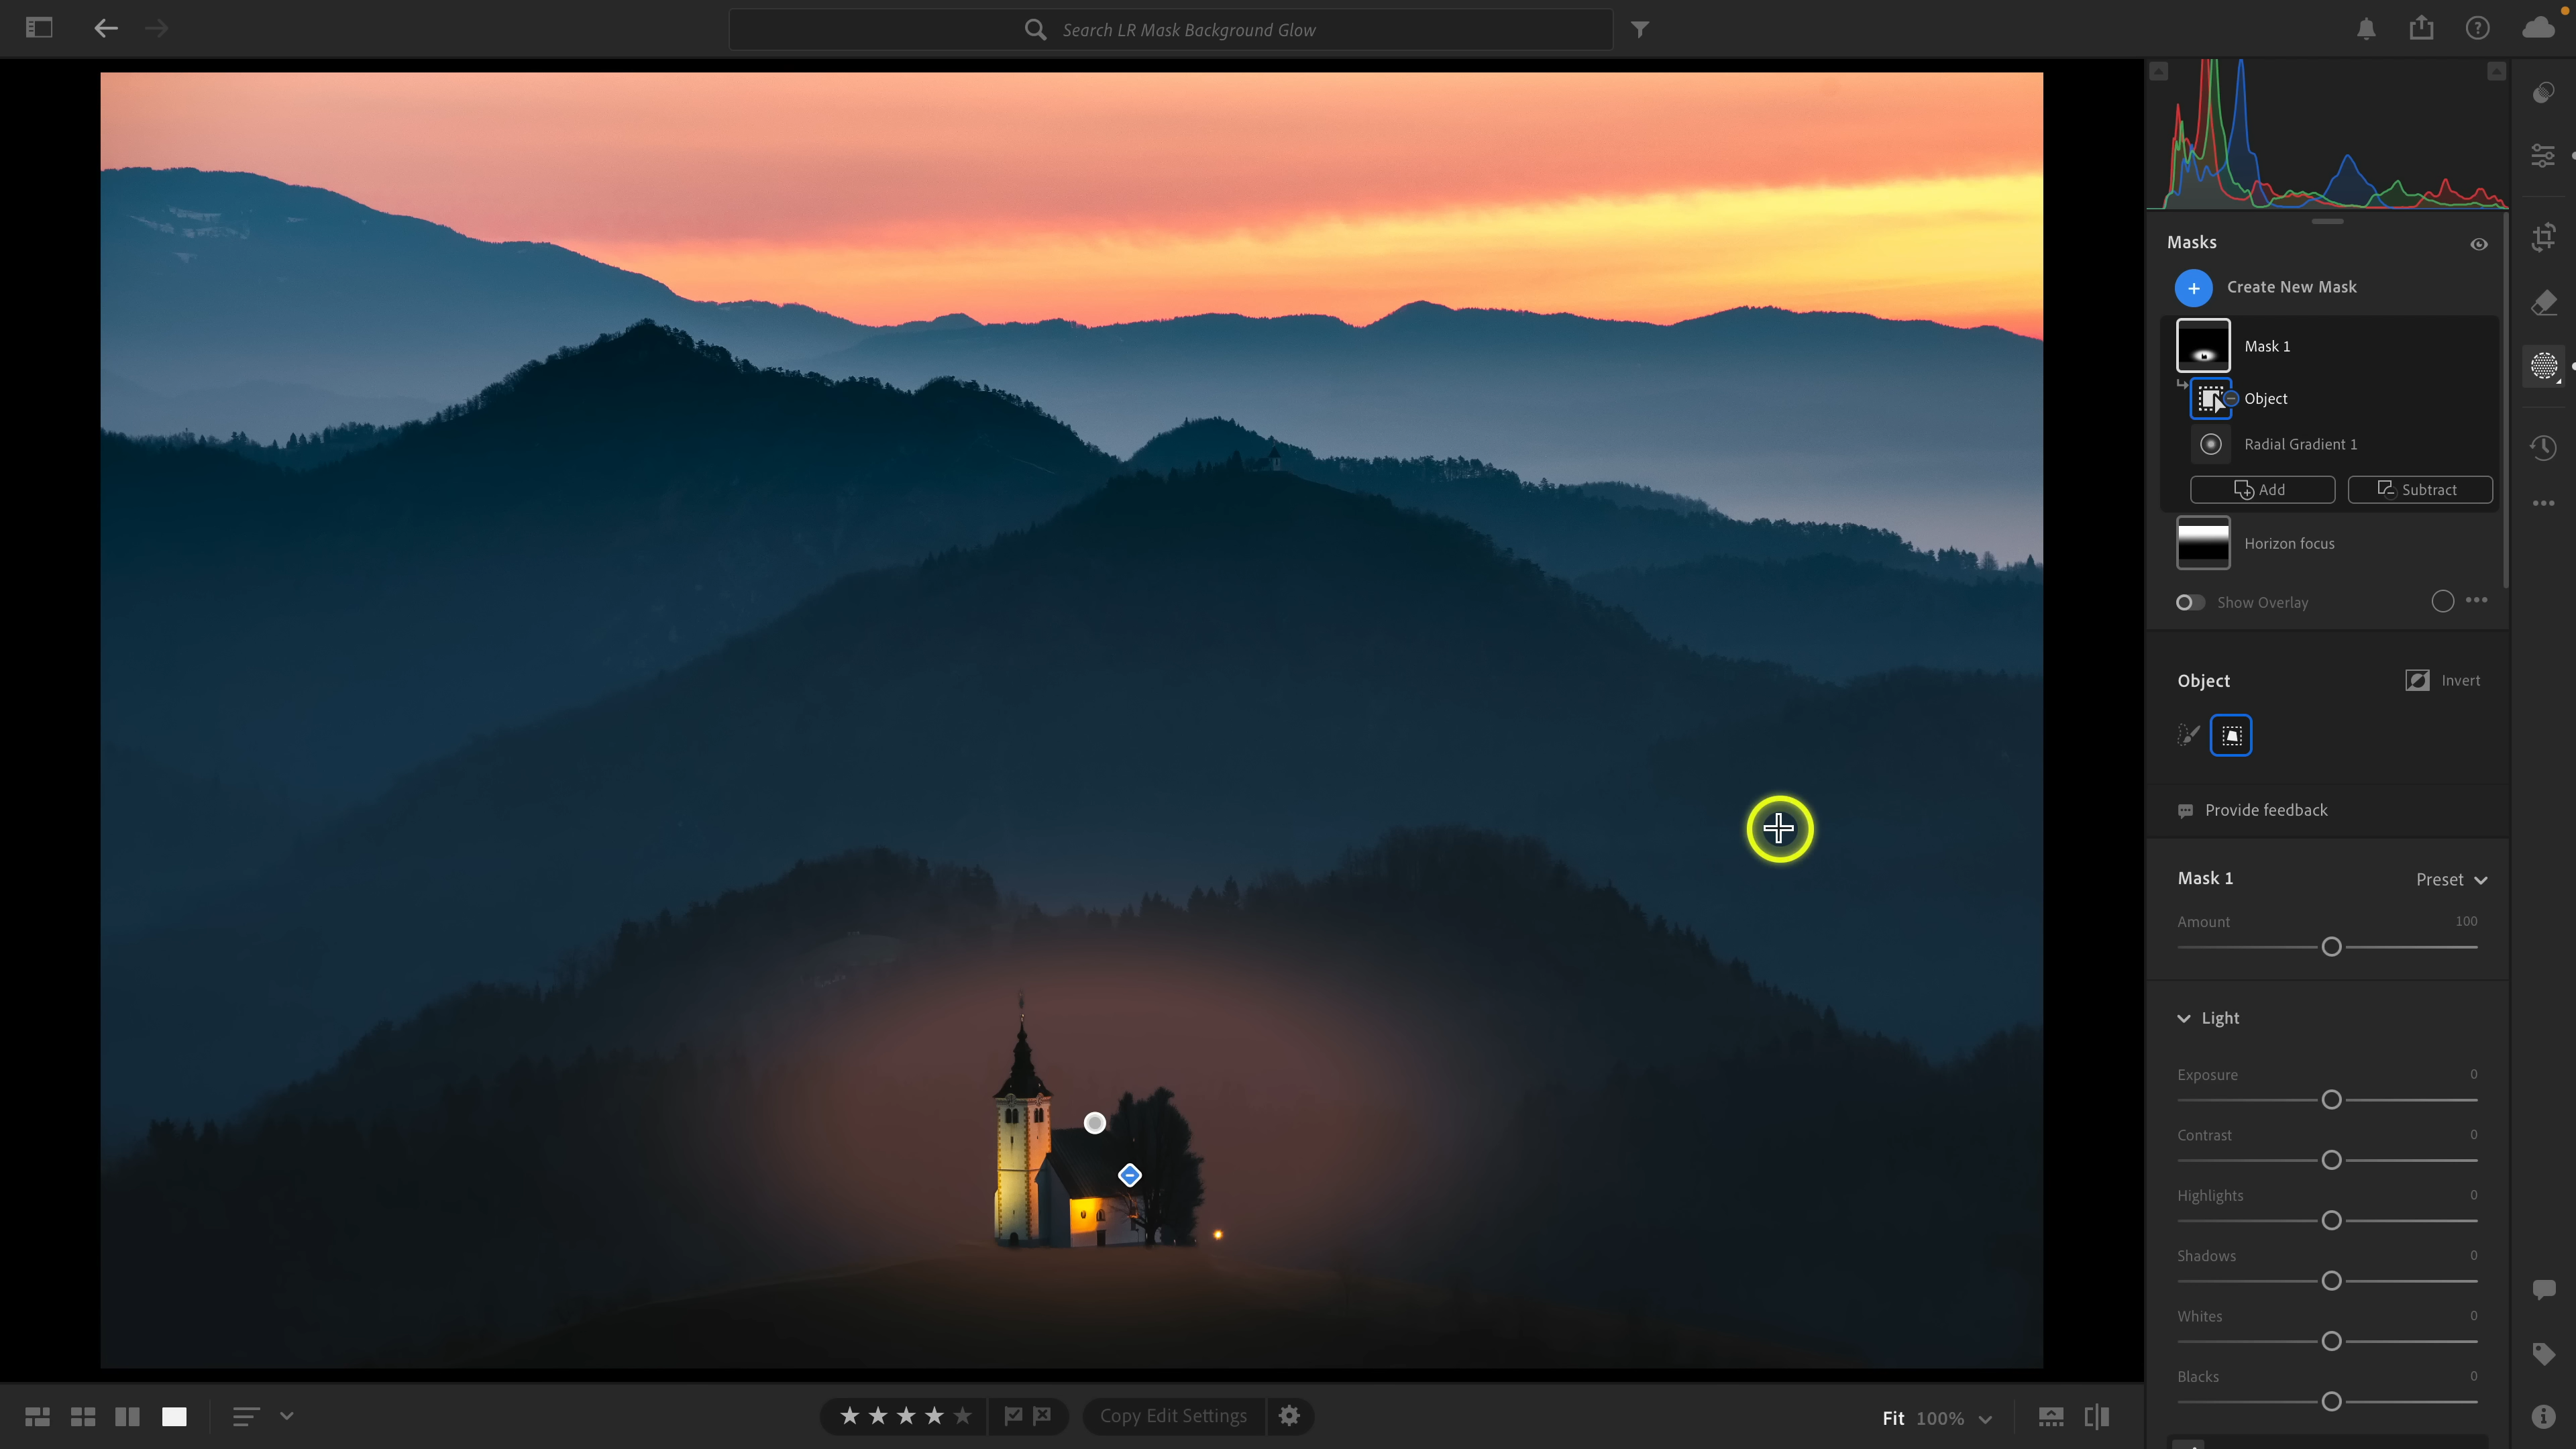 Search LR Mask Background Glow
Masks
Create New Mask
Mask 1
Object
Radial Gradient 1
Add
Subtract
Horizon focus
Show Overlay
Object
Invert
Provide feedback
Mask 1
Preset
Amount
100
Light
Exposure
0
Contrast
0
Highlights
0
Shadows
0
Whites
0
Blacks
0
Copy Edit Settings
Fit
100%